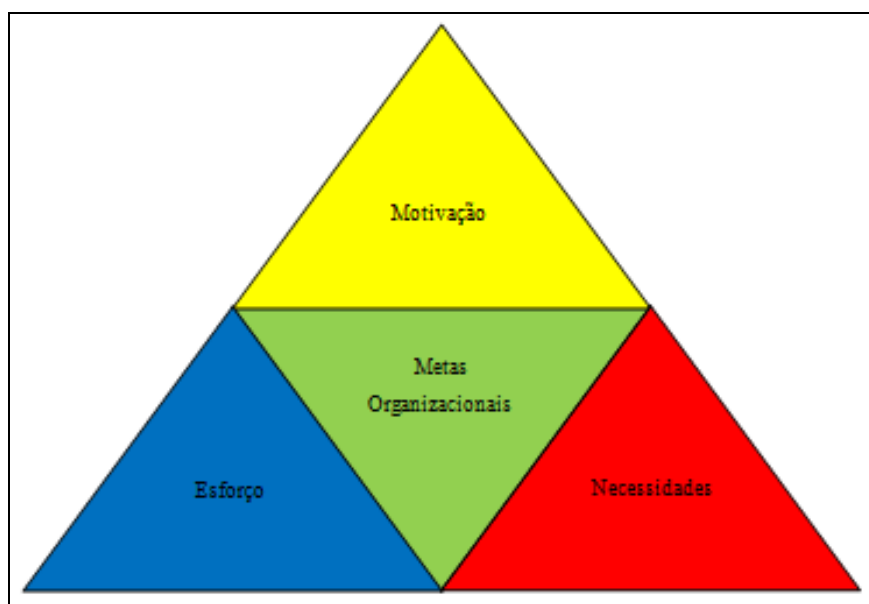 Motivação
Metas
Organizacionais
Esforço
Necessidades